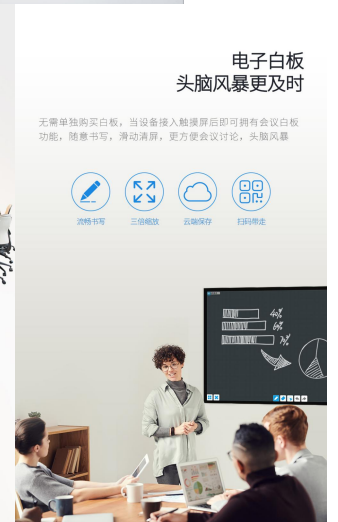 电子白板
头脑风暴更及时
无需单独购买白板，当设备接入触摸屏后即可拥有会议白板
功能，随意书写，滑动清屏，更方便会议讨论，头脑风暴
流畅书写 三倍缩放 云端保存 扫码带走